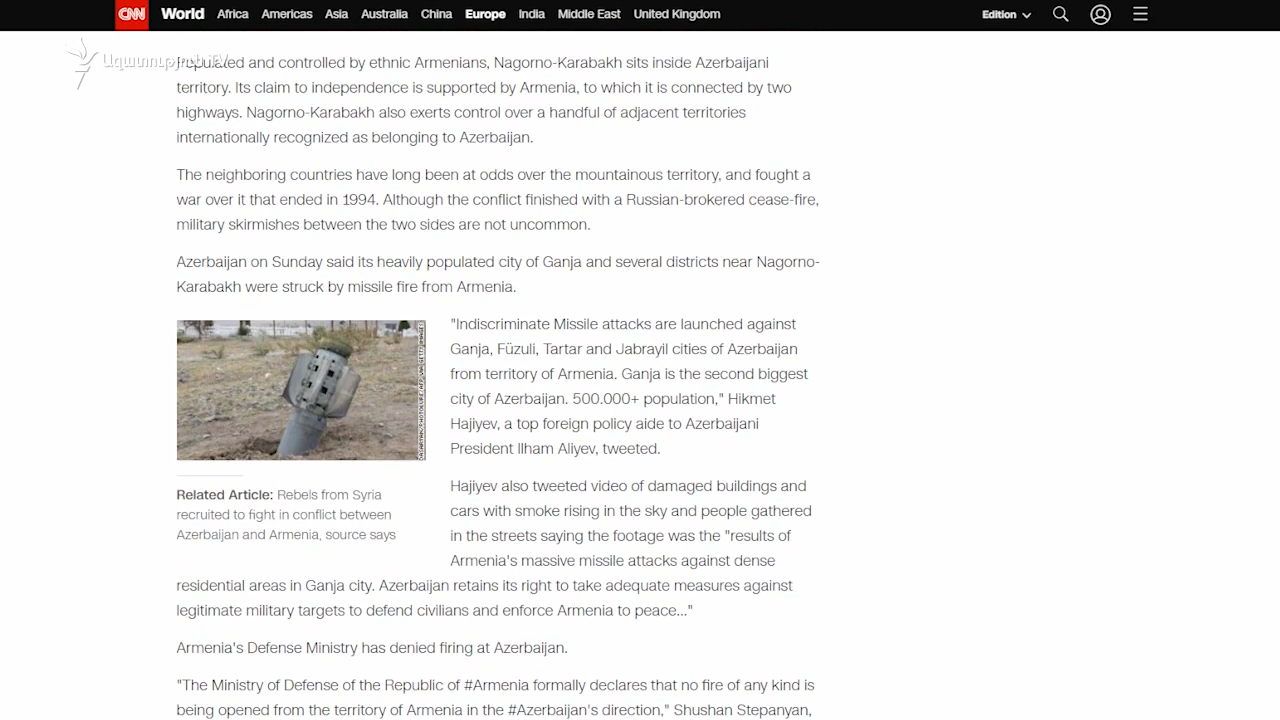 CNN World Africa Americas Asia Australia China Europe India Middle East United Kingdom Edition
Ազատություն TV
Populated and controlled by ethnic Armenians, Nagorno-Karabakh sits inside Azerbaijani
territory. Its claim to independence is supported by Armenia, to which it is connected by two
highways. Nagorno-Karabakh also exerts control over a handful of adjacent territories
internationally recognized as belonging to Azerbaijan.
The neighboring countries have long been at odds over the mountainous territory, and fought a
war over it that ended in 1994. Although the conflict finished with a Russian-brokered cease-fire,
military skirmishes between the two sides are not uncommon.
Azerbaijan on Sunday said its heavily populated city of Ganja and several districts near Nagorno-
Karabakh were struck by missile fire from Armenia.
"Indiscriminate Missile attacks are launched against
Ganja, Füzuli, Tartar and Jabrayil cities of Azerbaijan
from territory of Armenia. Ganja is the second biggest
city of Azerbaijan. 500.000+ population," Hikmet
Hajiyev, a top foreign policy aide to Azerbaijani
President Ilham Aliyev, tweeted.
Related Article: Rebels from Syria
recruited to fight in conflict between
Azerbaijan and Armenia, source says
Hajiyev also tweeted video of damaged buildings and
cars with smoke rising in the sky and people gathered
in the streets saying the footage was the "results of
Armenia's massive missile attacks against dense
residential areas in Ganja city. Azerbaijan retains its right to take adequate measures against
legitimate military targets to defend civilians and enforce Armenia to peace..."
Armenia's Defense Ministry has denied firing at Azerbaijan.
"The Ministry of Defense of the Republic of #Armenia formally declares that no fire of any kind is
being opened from the territory of Armenia in the #Azerbaijan's direction," Shushan Stepanyan,